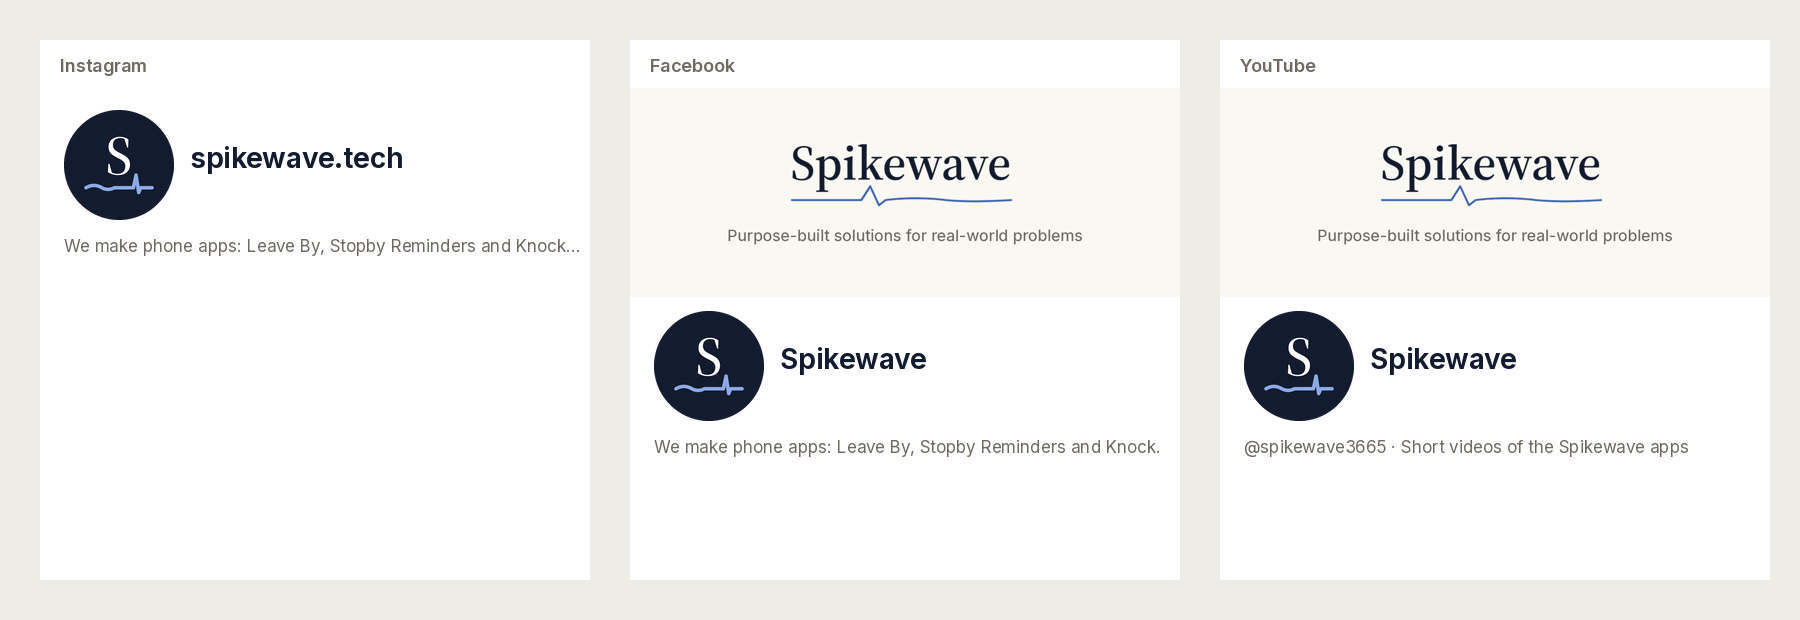 Instagram
S
spikewave.tech
We make phone apps: Leave By, Stopby Reminders and Knock...
Facebook
Spikewave
Purpose-built solutions for real-world problems
S
Spikewave
We make phone apps: Leave By, Stopby Reminders and Knock.
YouTube
Spikewave
Purpose-built solutions for real-world problems
S
Spikewave
@spikewave3665 · Short videos of the Spikewave apps